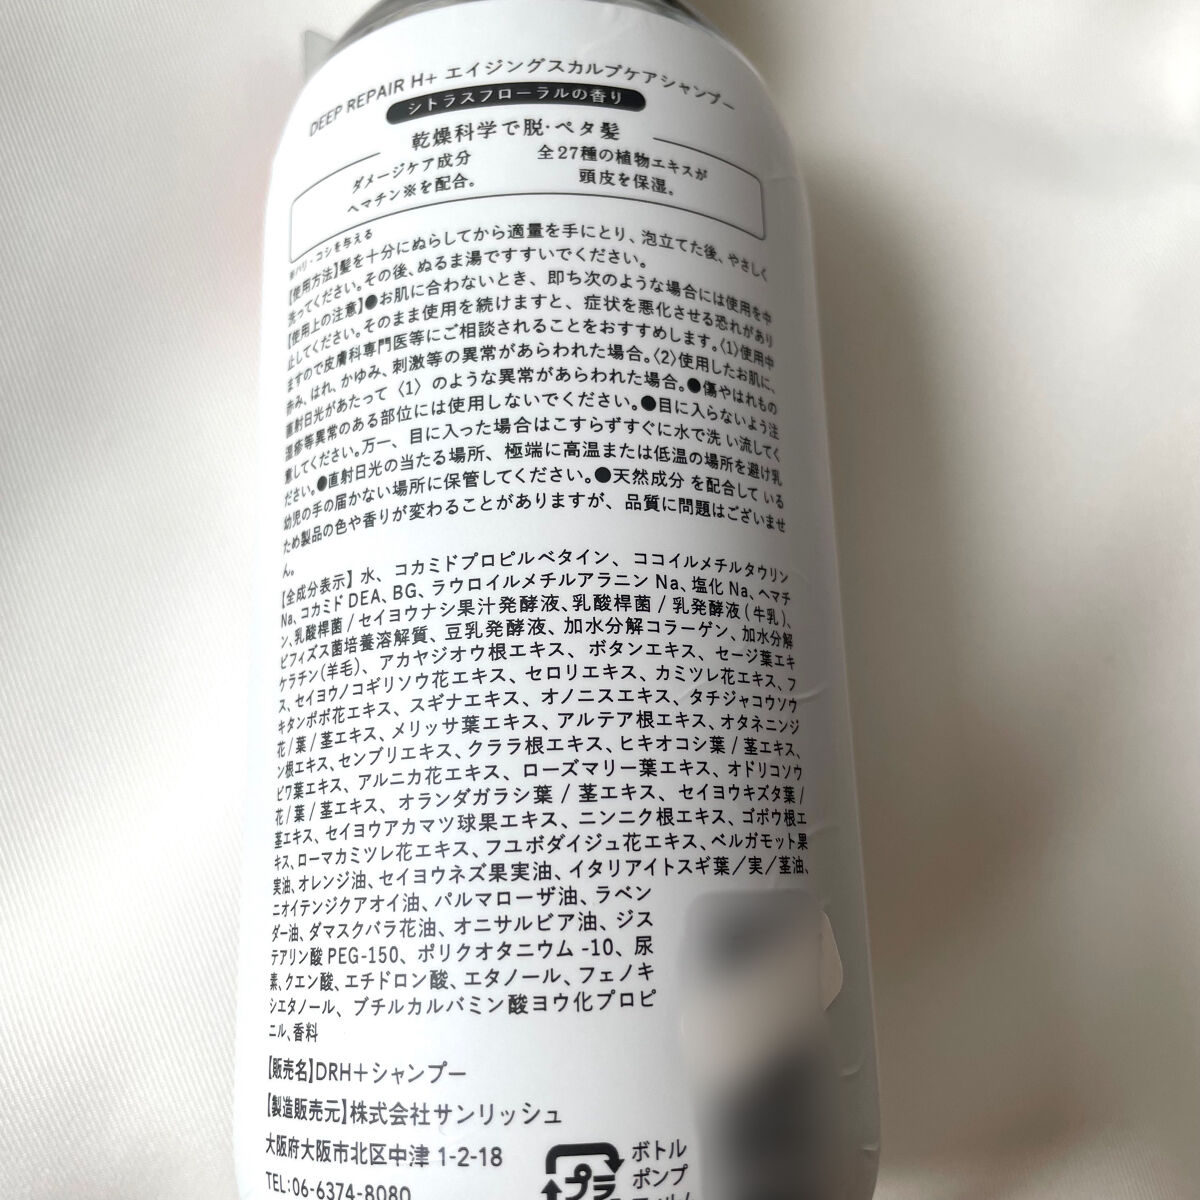 DEEP REPAIR H+ エイジングスカルプケアシャンプー
シトラスフローラルの香り
乾燥科学で脱・ペタ髪
ダメージケア成分
ヘマチン※を配合。
全27種の植物エキスが
頭皮を保湿。
※ハリ・コシを与える
【使用方法】髪を十分にぬらしてから適量を手にとり、泡立てた後、やさしく
洗ってください。その後、ぬるま湯ですすいでください。
【使用上の注意】●お肌に合わないとき、即ち次のような場合には使用を中
止してください。そのまま使用を続けますと、症状を悪化させる恐れがあり
ますので皮膚科専門医等にご相談されることをおすすめします。〈1〉使用中
赤み、はれ、かゆみ、刺激等の異常があらわれた場合。〈2〉使用したお肌に、
直射日光があたって〈1〉のような異常があらわれた場合。●傷やはれもの
湿疹等異常のある部位には使用しないでください。●目に入らないよう注
意してください。万一、目に入った場合はこすらずすぐに水で洗い流してく
ださい。●直射日光の当たる場所、極端に高温または低温の場所を避け乳
幼児の手の届かない場所に保管してください。●天然成分を配合している
ため製品の色や香りが変わることがありますが、品質に問題はございませ
ん。
【全成分表示】水、コカミドプロピルベタイン、ココイルメチルタウリン
Na、コカミドDEA、BG、ラウロイルメチルアラニンNa、塩化Na、ヘマチ
ン、乳酸桿菌/セイヨウナシ果汁発酵液、乳酸桿菌/乳発酵液(牛乳)、
ビフィズス菌培養溶解質、豆乳発酵液、加水分解コラーゲン、加水分解
ケラチン(羊毛)、アカヤジオウ根エキス、ボタンエキス、セージ葉エキ
ス、セイヨウノコギリソウ花エキス、セロリエキス、カミツレ花エキス、フ
キタンポポ花エキス、スギナエキス、オノニスエキス、タチジャコウソウ
花/葉/茎エキス、メリッサ葉エキス、アルテア根エキス、オタネニンジ
ン根エキス、センブリエキス、クララ根エキス、ヒキオコシ葉/茎エキス、
ビワ葉エキス、アルニカ花エキス、ローズマリー葉エキス、オドリコソウ
花/葉/茎エキス、オランダガラシ葉/茎エキス、セイヨウキズタ葉/
茎エキス、セイヨウアカマツ球果エキス、ニンニク根エキス、ゴボウ根エ
キス、ローマカミツレ花エキス、フユボダイジュ花エキス、ベルガモット果
実油、オレンジ油、セイヨウネズ果実油、イタリアイトスギ葉/実/茎油、
ニオイテンジクアオイ油、パルマローザ油、ラベン
ダー油、ダマスクバラ花油、オニサルビア油、ジス
テアリン酸PEG-150、ポリクオタニウム-10、尿
素、クエン酸、エチドロン酸、エタノール、フェノキ
シエタノール、ブチルカルバミン酸ヨウ化プロピ
ニル、香料
【販売名】DRH+シャンプー
【製造販売元】株式会社サンリッシュ
大阪府大阪市北区中津 1-2-18
TEL:06-6374-8080
プラ
ボトル
ポンプ